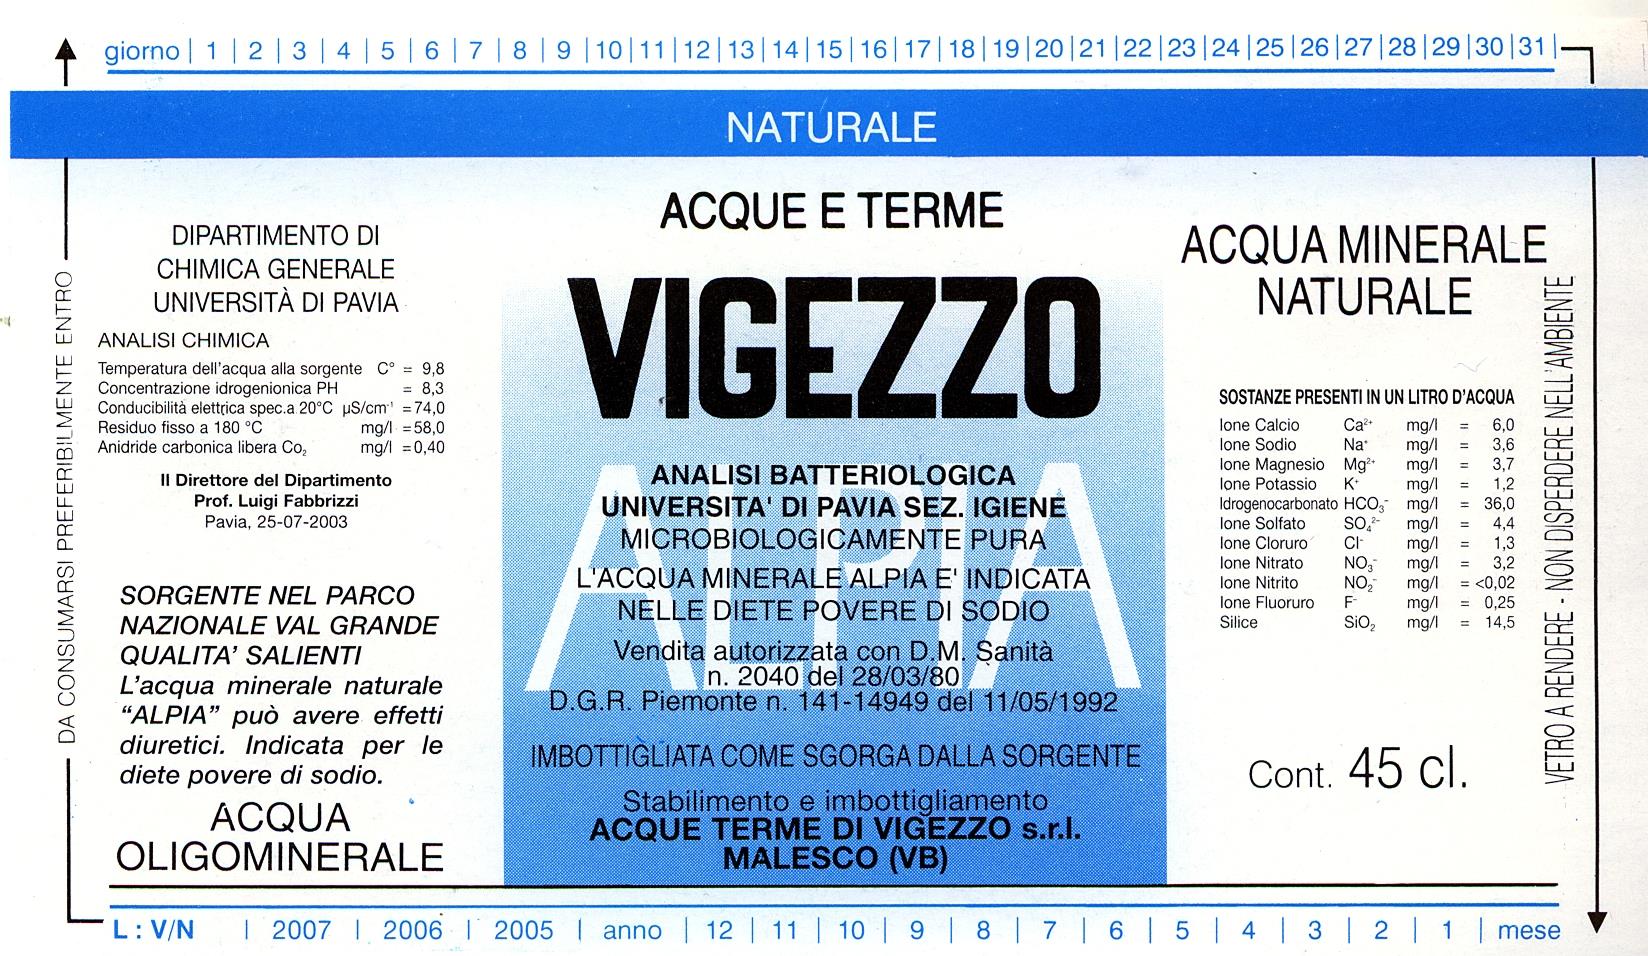 giorno | 1 | 2 | 3 | 4 | 5 | 6 | 7 | 8 | 9 |10|11|12|13|14|15|16|17|18|19|20|21|22|23|24|25|26|27|28|29|30|31|
NATURALE
DA CONSUMARSI PREFERIBILMENTE ENTRO
DIPARTIMENTO DI
CHIMICA GENERALE
UNIVERSITÀ DI PAVIA
ANALISI CHIMICA
Temperatura dell'acqua alla sorgente C° = 9,8
Concentrazione idrogenionica PH = 8,3
Conducibilità elettrica spec.a 20°C µS/cm⁻¹ =74,0
Residuo fisso a 180 °C mg/l =58,0
Anidride carbonica libera Co₂ mg/l =0,40
Il Direttore del Dipartimento
Prof. Luigi Fabbrizzi
Pavia, 25-07-2003
SORGENTE NEL PARCO
NAZIONALE VAL GRANDE
QUALITA' SALIENTI
L'acqua minerale naturale
“ALPIA” può avere effetti
diuretici. Indicata per le
diete povere di sodio.
ACQUA
OLIGOMINERALE
ACQUE E TERME
VIGEZZO
ALPIA
ANALISI BATTERIOLOGICA
UNIVERSITA' DI PAVIA SEZ. IGIENE
MICROBIOLOGICAMENTE PURA
L'ACQUA MINERALE ALPIA E' INDICATA
NELLE DIETE POVERE DI SODIO
Vendita autorizzata con D.M. Sanità
n. 2040 del 28/03/80
D.G.R. Piemonte n. 141-14949 del 11/05/1992
IMBOTTIGLIATA COME SGORGA DALLA SORGENTE
Stabilimento e imbottigliamento
ACQUE TERME DI VIGEZZO s.r.l.
MALESCO (VB)
ACQUA MINERALE
NATURALE
SOSTANZE PRESENTI IN UN LITRO D'ACQUA
Ione Calcio Ca²⁺ mg/l = 6,0
Ione Sodio Na⁺ mg/l = 3,6
Ione Magnesio Mg²⁺ mg/l = 3,7
Ione Potassio K⁺ mg/l = 1,2
Idrogenocarbonato HCO₃⁻ mg/l = 36,0
Ione Solfato SO₄²⁻ mg/l = 4,4
Ione Cloruro Cl⁻ mg/l = 1,3
Ione Nitrato NO₃⁻ mg/l = 3,2
Ione Nitrito NO₂⁻ mg/l = <0,02
Ione Fluoruro F⁻ mg/l = 0,25
Silice SiO₂ mg/l = 14,5
Cont. 45 cl.
VETRO A RENDERE - NON DISPERDERE NELL'AMBIENTE
L : V/N | 2007 | 2006 | 2005 | anno | 12 | 11 | 10 | 9 | 8 | 7 | 6 | 5 | 4 | 3 | 2 | 1 | mese